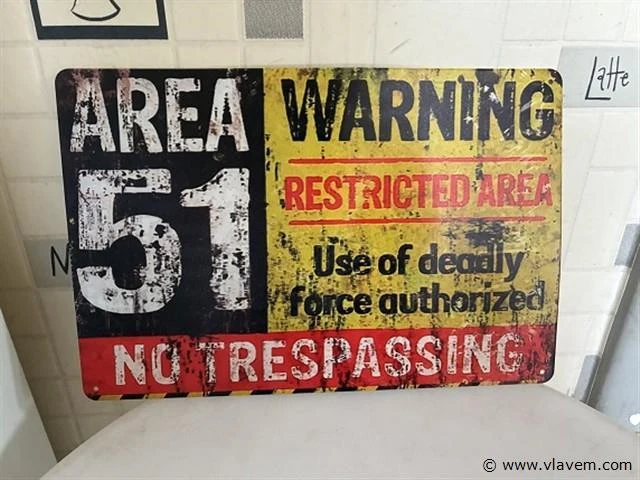 AREA
51
WARNING
RESTRICTED AREA
Use of deadly
force authorized
NO TRESPASSING
Latte
N
© www.vlavem.com